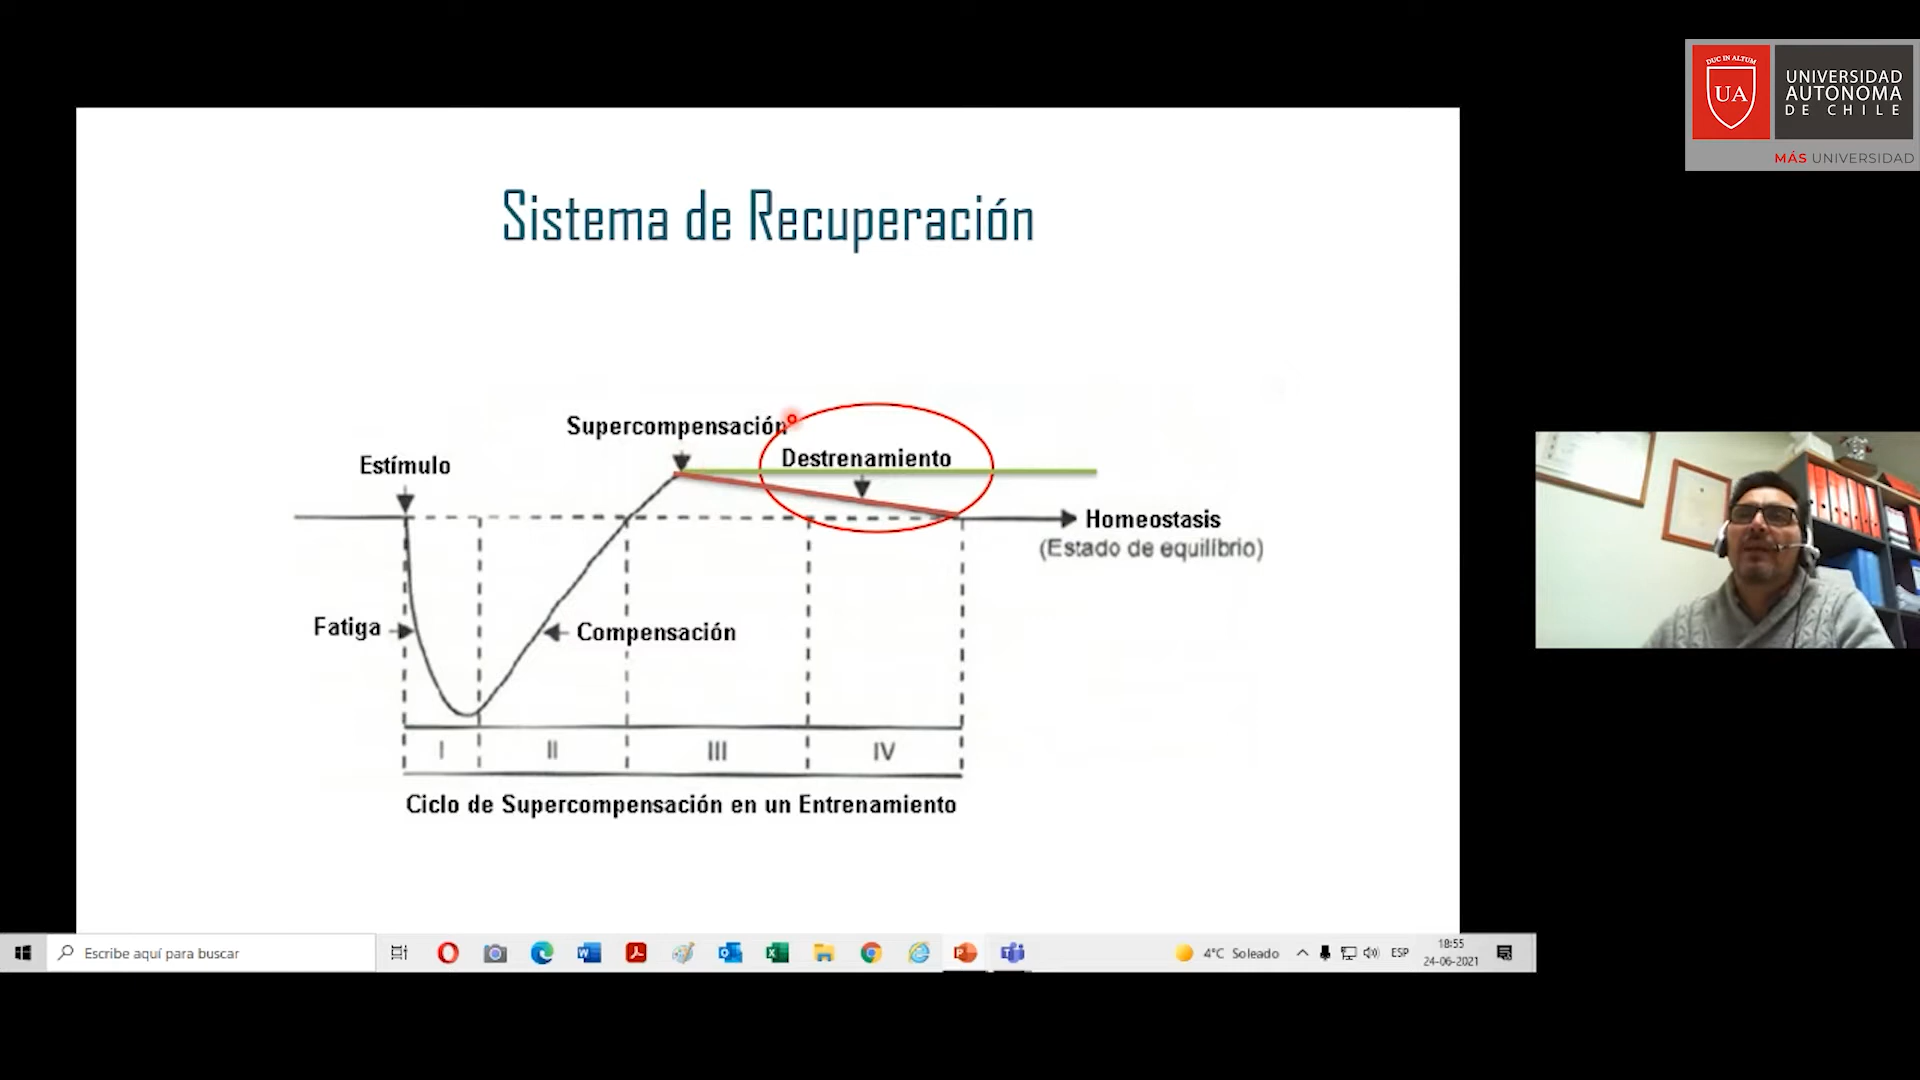 DUC IN ALTUM
UA
UNIVERSIDAD
AUTONOMA
DE CHILE
MÁS UNIVERSIDAD
Sistema de Recuperación
Supercompensación
Destrenamiento
Estímulo
Homeostasis
(Estado de equilibrio)
Fatiga
Compensación
I II III IV
Ciclo de Supercompensación en un Entrenamiento
Escribe aquí para buscar
4°C Soleado
ESP
18:55
24-06-2021